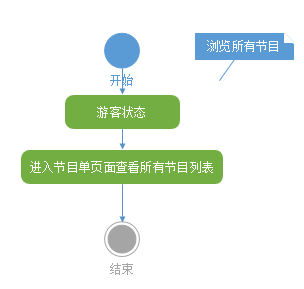 浏览所有节目
开始
游客状态
进入节目单页面查看所有节目列表
结束